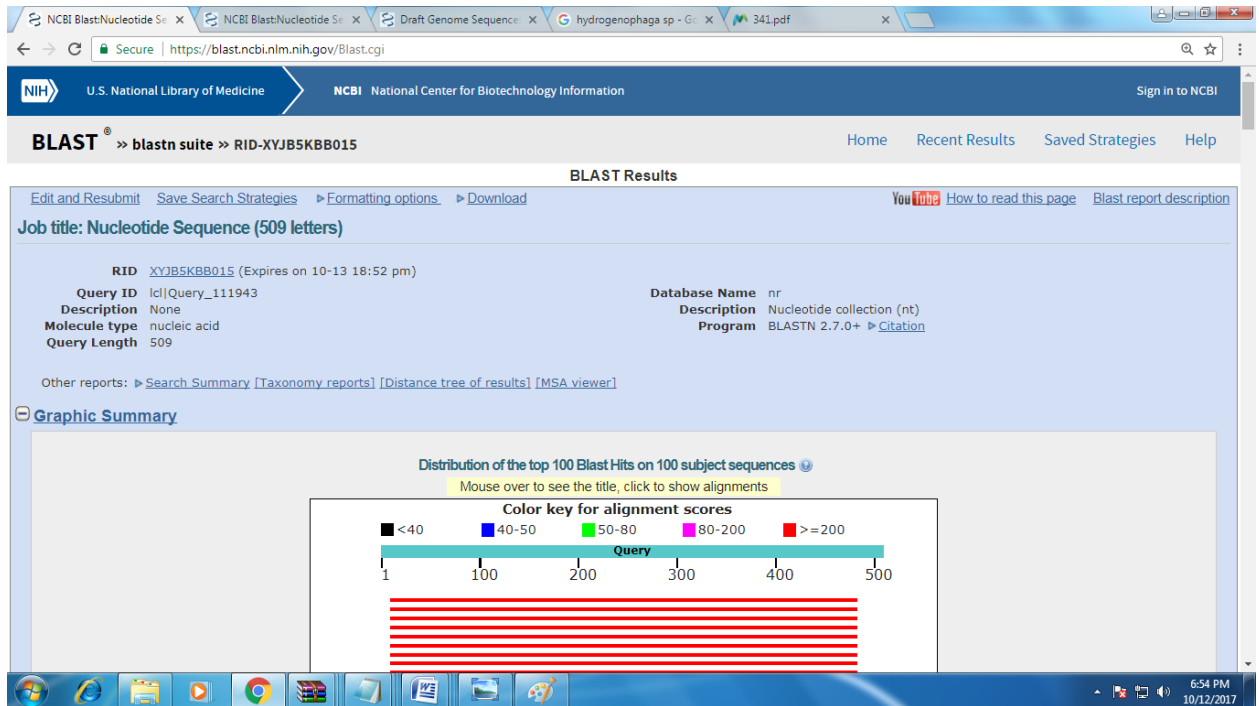 NCBI Blast:Nucleotide Se
NCBI Blast:Nucleotide Se
Draft Genome Sequence
hydrogenophaga sp - Go
341.pdf
Secure | https://blast.ncbi.nlm.nih.gov/Blast.cgi
NIH U.S. National Library of Medicine NCBI National Center for Biotechnology Information Sign in to NCBI
BLAST ® » blastn suite » RID-XYJB5KBB015 Home Recent Results Saved Strategies Help
BLAST Results
Edit and Resubmit Save Search Strategies Formatting options Download YouTube How to read this page Blast report description
Job title: Nucleotide Sequence (509 letters)
RID XYJB5KBB015 (Expires on 10-13 18:52 pm)
Query ID lcl|Query_111943
Description None
Molecule type nucleic acid
Query Length 509
Database Name nr
Description Nucleotide collection (nt)
Program BLASTN 2.7.0+ Citation
Other reports: Search Summary [Taxonomy reports] [Distance tree of results] [MSA viewer]
Graphic Summary
Distribution of the top 100 Blast Hits on 100 subject sequences
Mouse over to see the title, click to show alignments
Color key for alignment scores
<40 40-50 50-80 80-200 >=200
Query
1 100 200 300 400 500
6:54 PM
10/12/2017